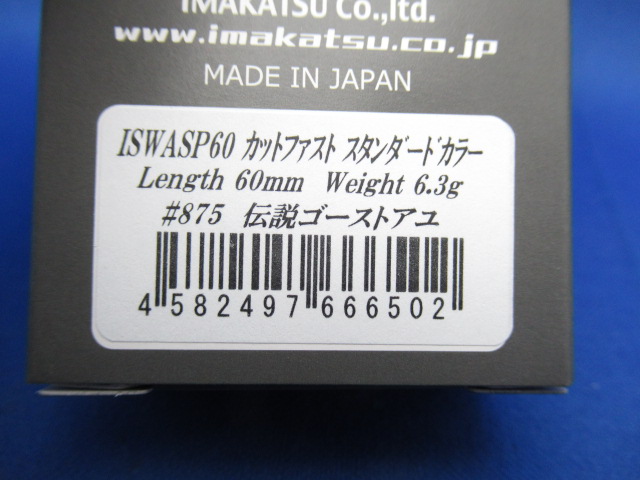 IMAKATSU Co.,ltd.
www.imakatsu.co.jp
MADE IN JAPAN
ISWASP60 カットファスト スタンダードカラー
Length 60mm Weight 6.3g
#875 伝説ゴーストアユ
4 582497 666502